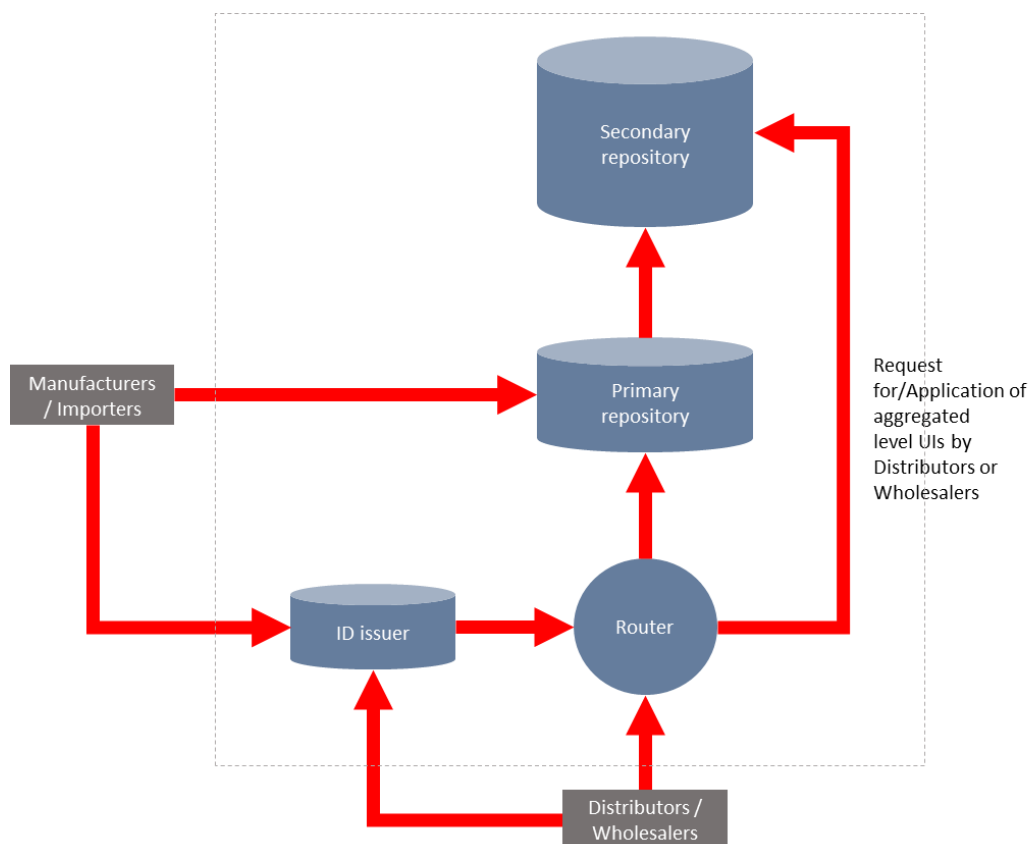 Secondary
repository
Manufacturers
/ Importers
Primary
repository
Request
for/Application of
aggregated
level UIs by
Distributors or
Wholesalers
ID issuer
Router
Distributors /
Wholesalers